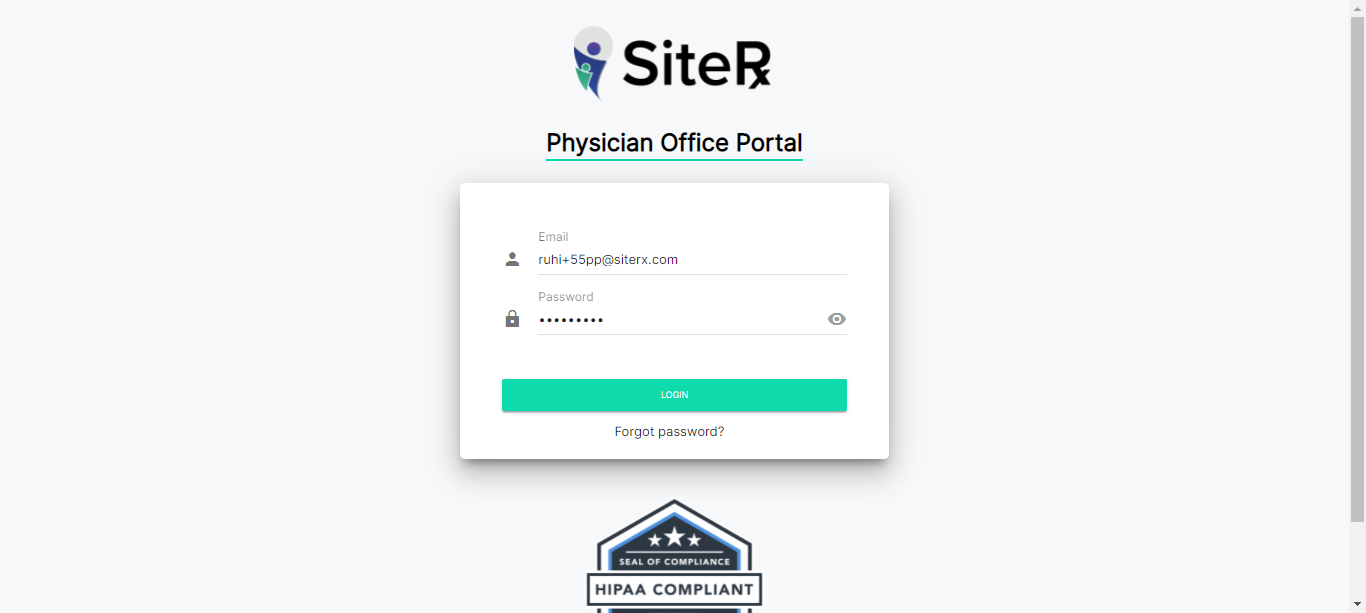 SiteRx
Physician Office Portal
Email
ruhi+55pp@siterx.com
Password
•••••••••
LOGIN
Forgot password?
SEAL OF COMPLIANCE
HIPAA COMPLIANT